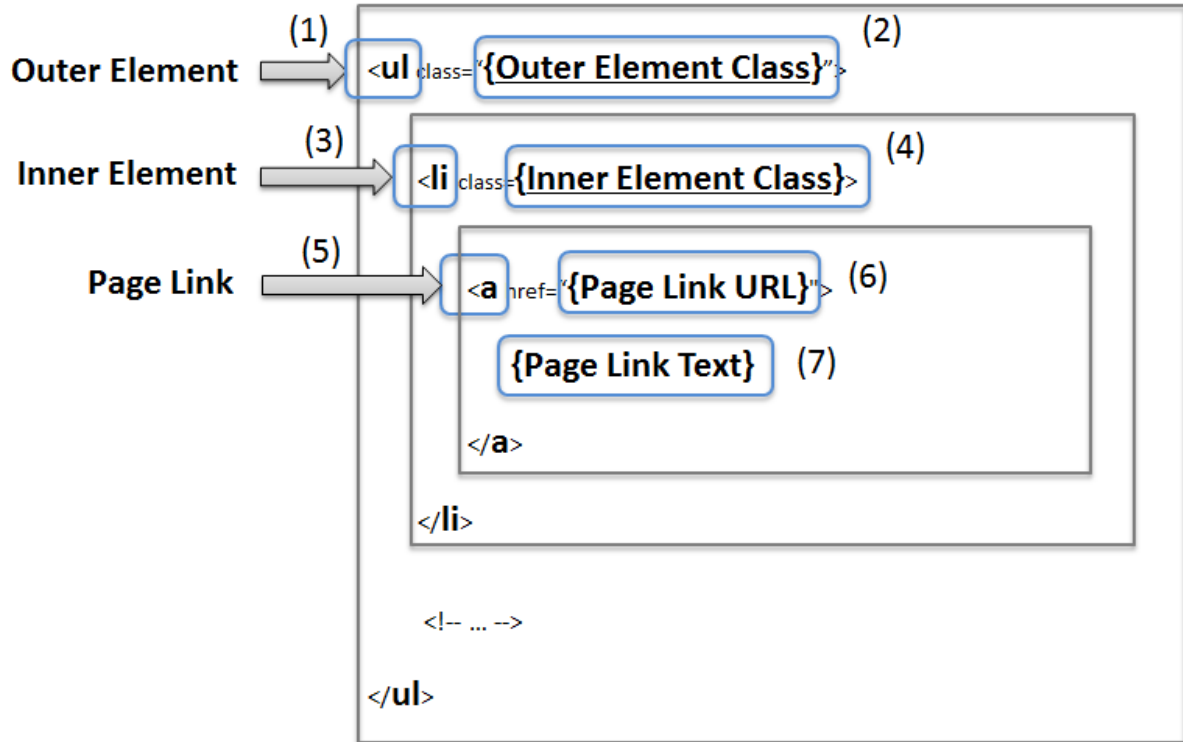 (1) (2)
Outer Element <ul class="{Outer Element Class}">
(3) (4)
Inner Element <li class={Inner Element Class}>
(5)
Page Link <a href="{Page Link URL}"> (6)
{Page Link Text} (7)
</a>
</li>
<!-- ... -->
</ul>